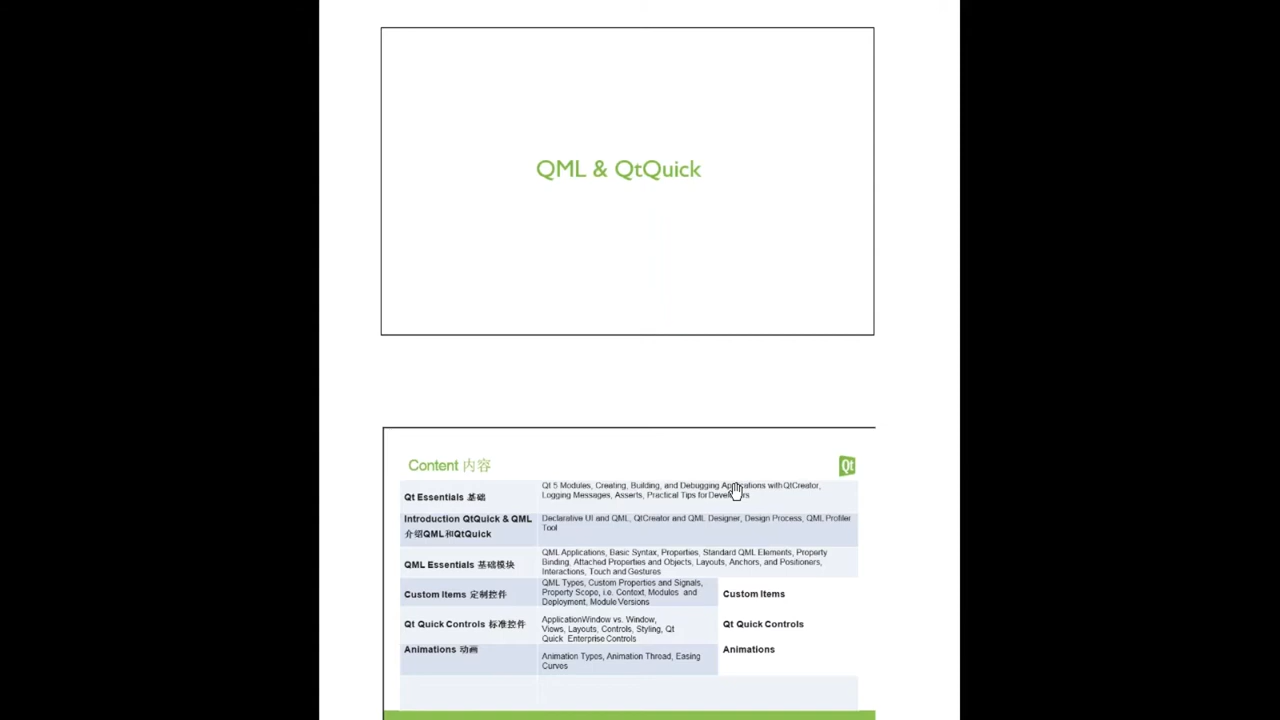 QML & QtQuick
Content 内容
Qt
Qt Essentials 基础
Qt 5 Modules, Creating, Building, and Debugging Applications with QtCreator,
Logging Messages, Asserts, Practical Tips for Developers
Introduction QtQuick & QML
介绍QML和QtQuick
Declarative UI and QML, QtCreator and QML Designer, Design Process, QML Profiler
Tool
QML Essentials 基础模块
QML Applications, Basic Syntax, Properties, Standard QML Elements, Property
Binding, Attached Properties and Objects, Layouts, Anchors, and Positioners,
Interactions, Touch and Gestures
Custom Items 定制控件
QML Types, Custom Properties and Signals,
Property Scope, i.e. Context, Modules and
Deployment, Module Versions
Custom Items
Qt Quick Controls 标准控件
ApplicationWindow vs. Window,
Views, Layouts, Controls, Styling, Qt
Quick Enterprise Controls
Qt Quick Controls
Animations 动画
Animation Types, Animation Thread, Easing
Curves
Animations